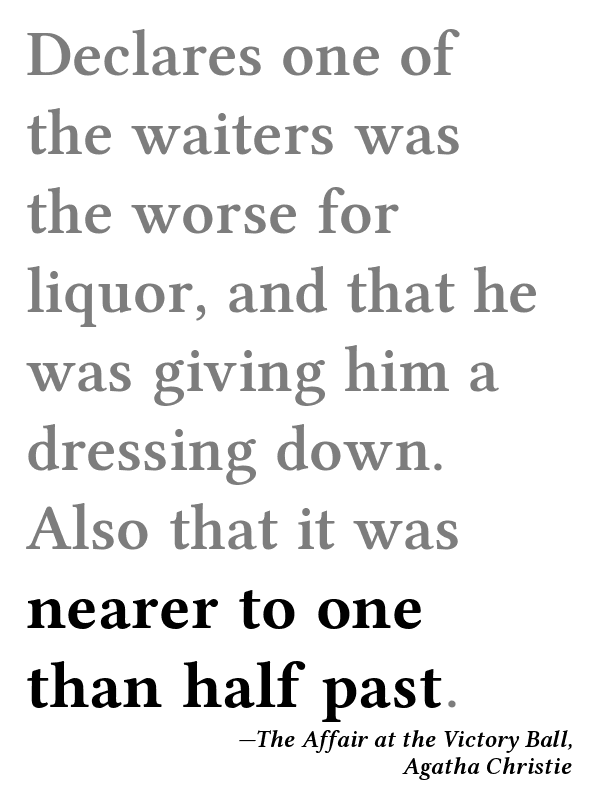 Declares one of
the waiters was
the worse for
liquor, and that he
was giving him a
dressing down.
Also that it was
nearer to one
than half past.
—The Affair at the Victory Ball,
Agatha Christie